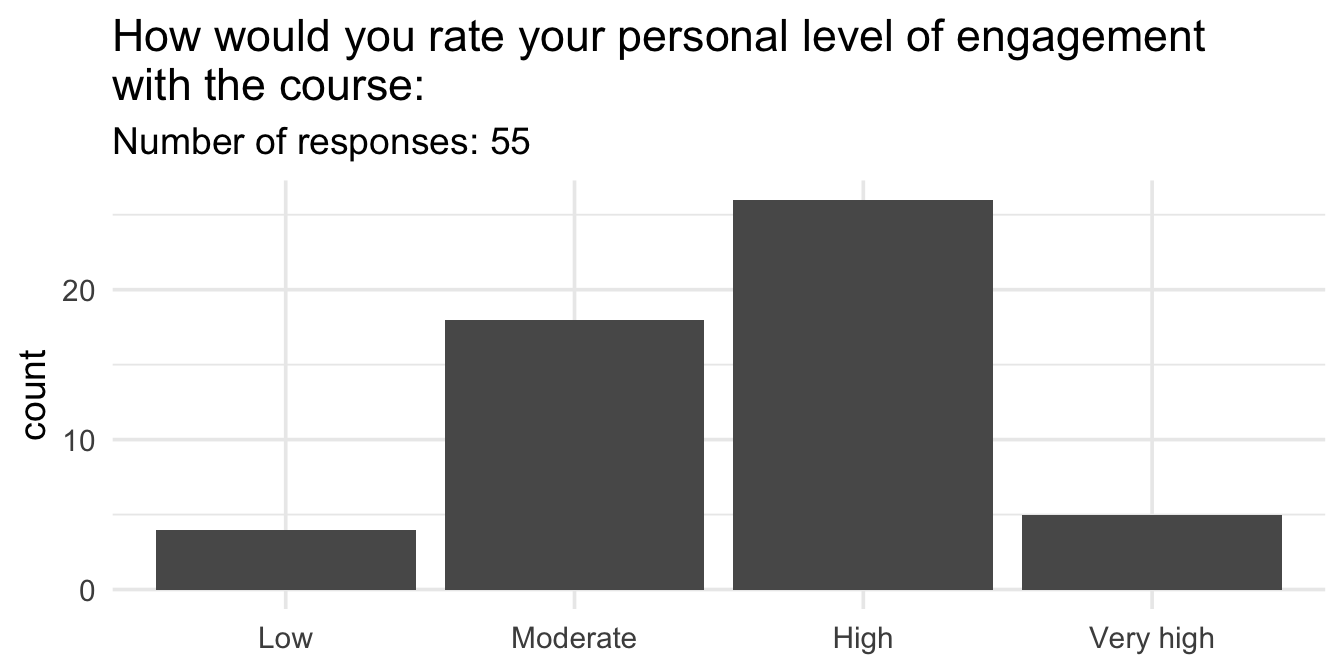 How would you rate your personal level of engagement
with the course:
Number of responses: 55
count
20
10
0
Low Moderate High Very high